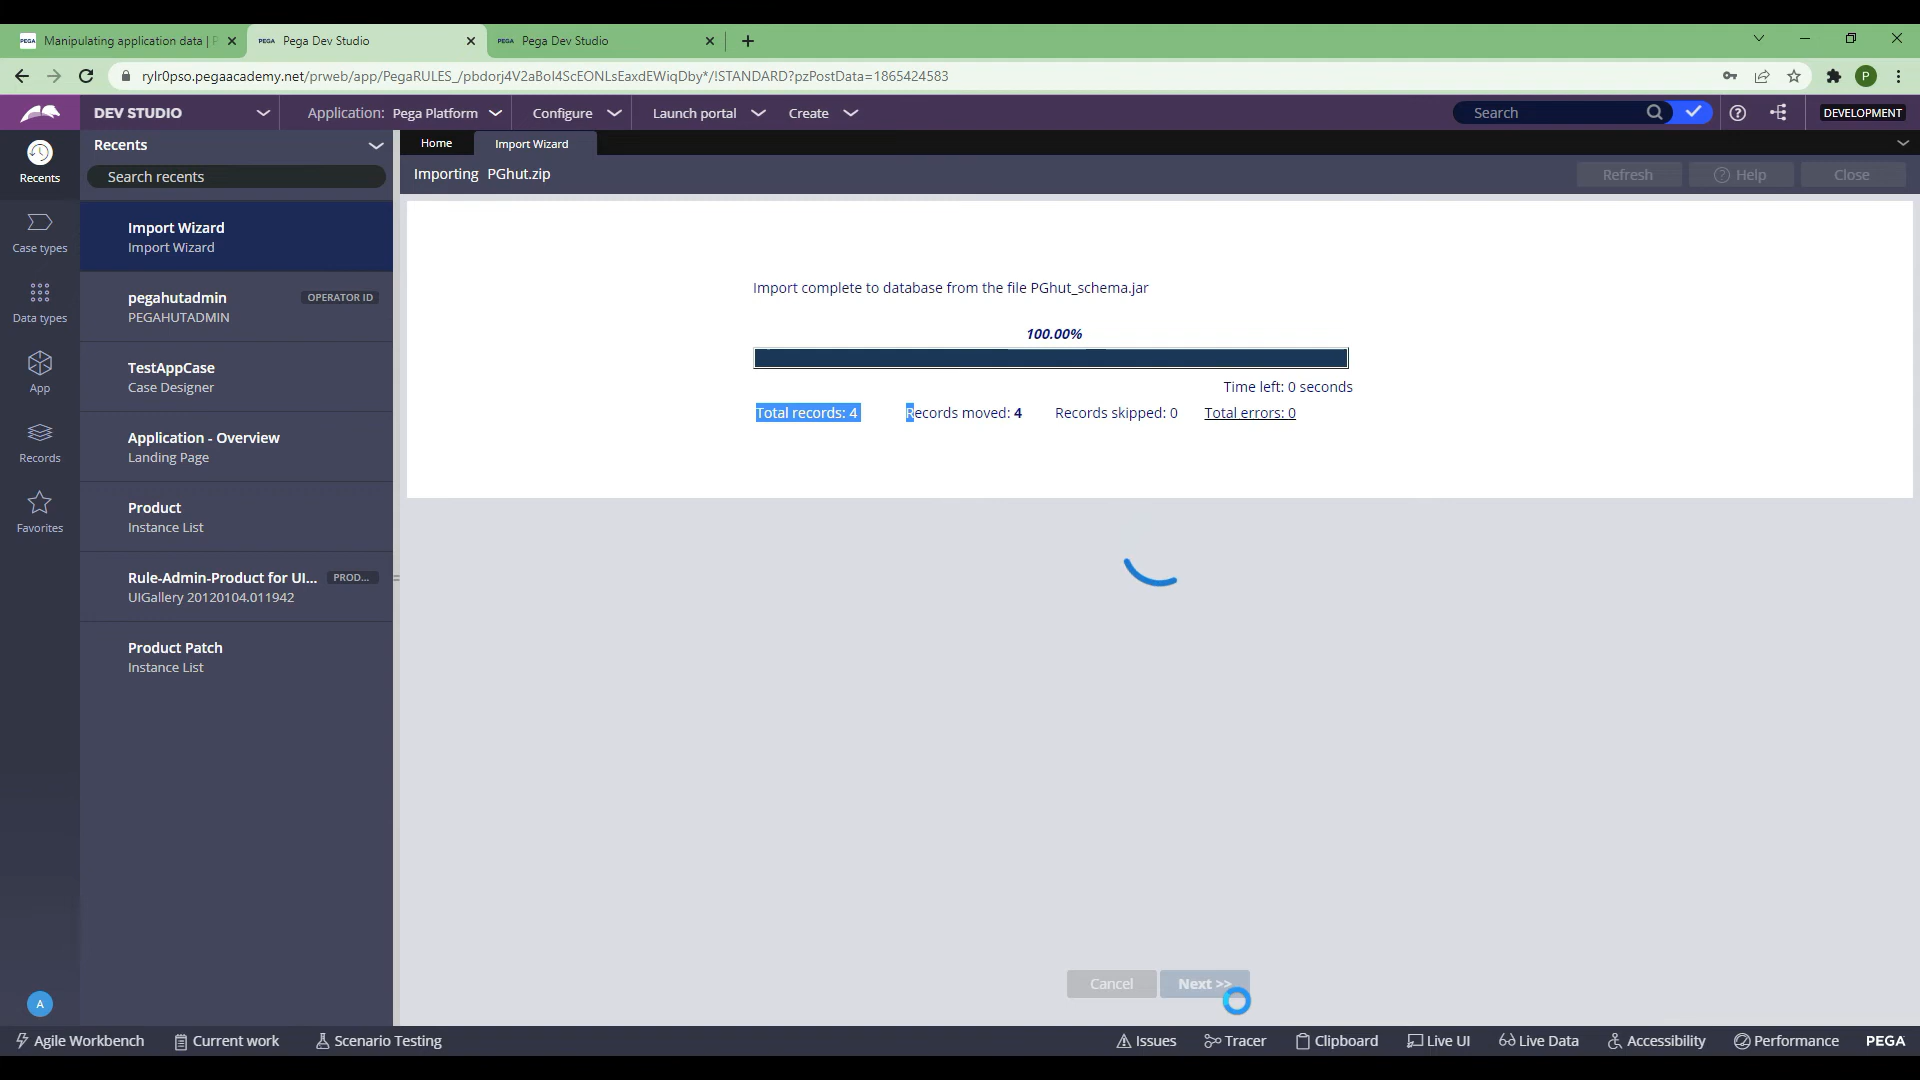 PEGA Manipulating application data | P
PEGA Pega Dev Studio
PEGA Pega Dev Studio
rylr0pso.pegaacademy.net/prweb/app/PegaRULES_/pbdorj4V2aBoI4ScEONLsEaxdEWiqDby*/!STANDARD?pzPostData=1865424583
P
DEV STUDIO
Application: Pega Platform
Configure
Launch portal
Create
Search
DEVELOPMENT
Recents
Case types
Data types
App
Records
Favorites
A
Recents
Search recents
Import Wizard
Import Wizard
pegahutadmin OPERATOR ID
PEGAHUTADMIN
TestAppCase
Case Designer
Application - Overview
Landing Page
Product
Instance List
Rule-Admin-Product for UI... PROD...
UIGallery 20120104.011942
Product Patch
Instance List
Home
Import Wizard
Importing PGhut.zip
Refresh
Help
Close
Import complete to database from the file PGhut_schema.jar
100.00%
Time left: 0 seconds
Total records: 4 Records moved: 4 Records skipped: 0 Total errors: 0
Cancel
Next >>
Agile Workbench
Current work
Scenario Testing
Issues
Tracer
Clipboard
Live UI
Live Data
Accessibility
Performance
PEGA